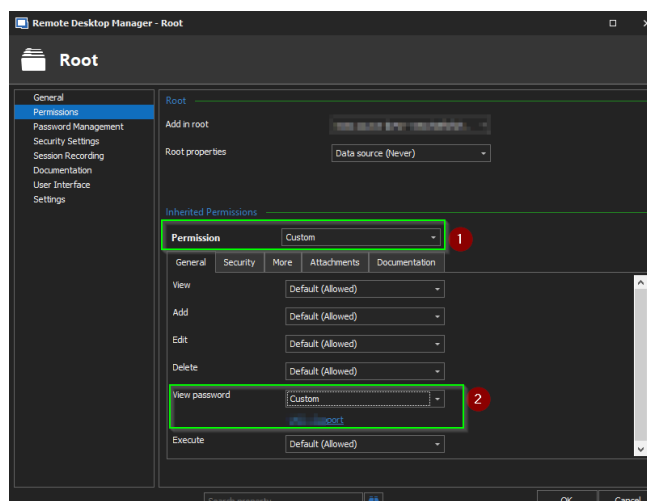 Remote Desktop Manager - Root
Root
General
Permissions
Password Management
Security Settings
Session Recording
Documentation
User Interface
Settings
Root
Add in root
Root properties
Data source (Never)
Inherited Permissions
Permission
Custom
1
General Security More Attachments Documentation
View
Default (Allowed)
Add
Default (Allowed)
Edit
Default (Allowed)
Delete
Default (Allowed)
View password
Custom
2
Execute
Default (Allowed)
OK
Cancel